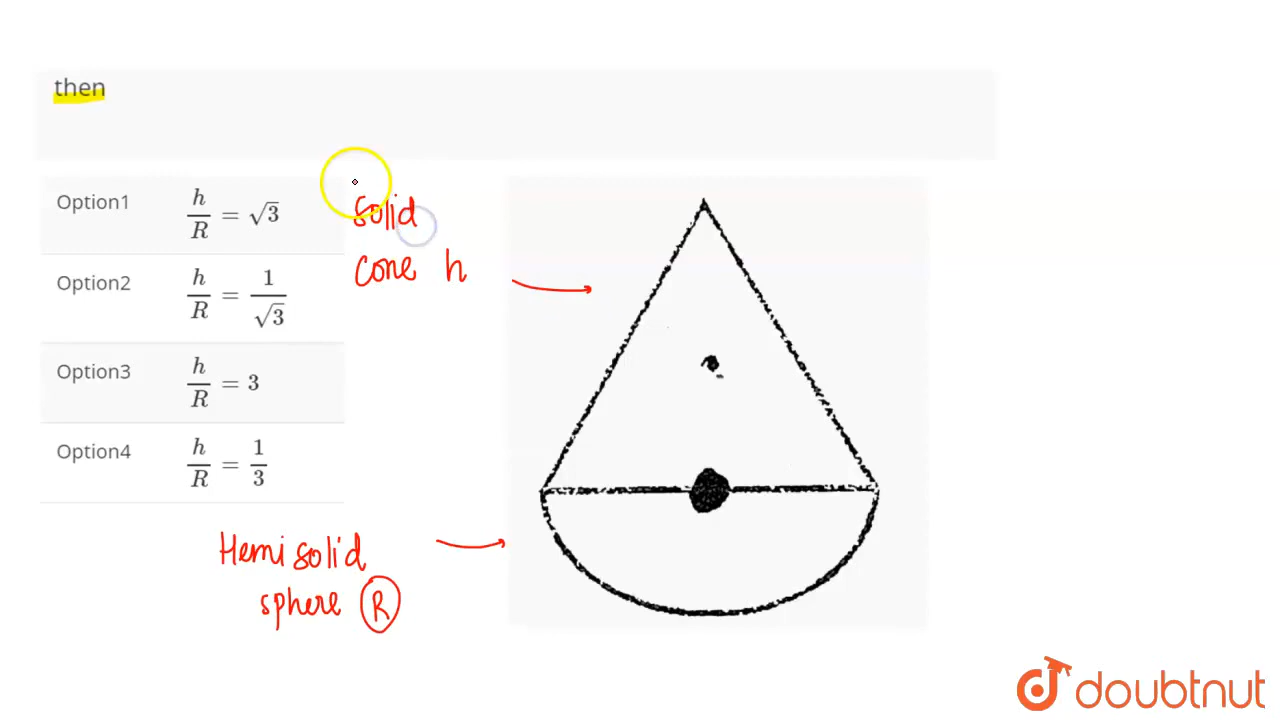 then
Option1 h/R = √3
solid
cone h
Option2 h/R = 1/√3
Option3 h/R = 3
Option4 h/R = 1/3
Hemi solid
sphere R
doubtnut